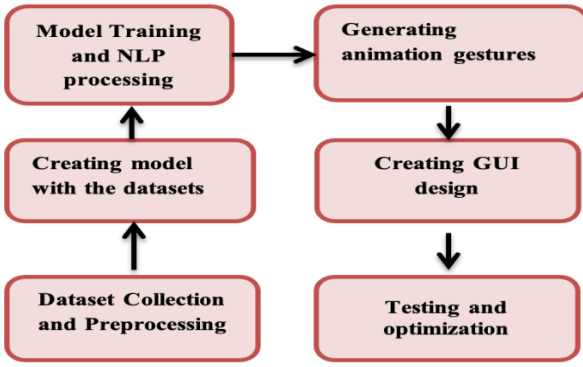 Model Training
and NLP
processing
Generating
animation gestures
Creating model
with the datasets
Creating GUI
design
Dataset Collection
and Preprocessing
Testing and
optimization